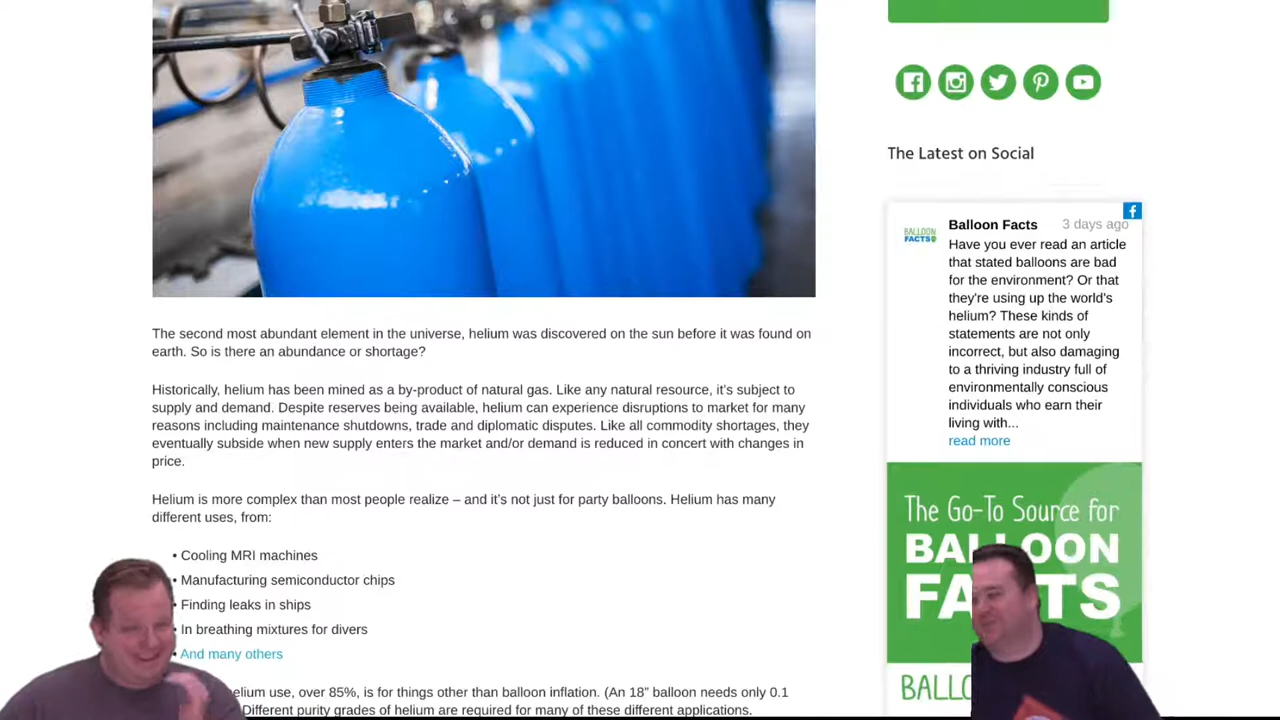 The Latest on Social
The second most abundant element in the universe, helium was discovered on the sun before it was found on
earth. So is there an abundance or shortage?
Historically, helium has been mined as a by-product of natural gas. Like any natural resource, it's subject to
supply and demand. Despite reserves being available, helium can experience disruptions to market for many
reasons including maintenance shutdowns, trade and diplomatic disputes. Like all commodity shortages, they
eventually subside when new supply enters the market and/or demand is reduced in concert with changes in
price.
Helium is more complex than most people realize – and it's not just for party balloons. Helium has many
different uses, from:
• Cooling MRI machines
• Manufacturing semiconductor chips
• Finding leaks in ships
• In breathing mixtures for divers
• And many others
elium use, over 85%, is for things other than balloon inflation. (An 18” balloon needs only 0.1
Different purity grades of helium are required for many of these different applications.
BALLOON
FACTS
Balloon Facts 3 days ago
Have you ever read an article
that stated balloons are bad
for the environment? Or that
they're using up the world's
helium? These kinds of
statements are not only
incorrect, but also damaging
to a thriving industry full of
environmentally conscious
individuals who earn their
living with...
read more
The Go-To Source for
BALLOON
FA TS
BALLO